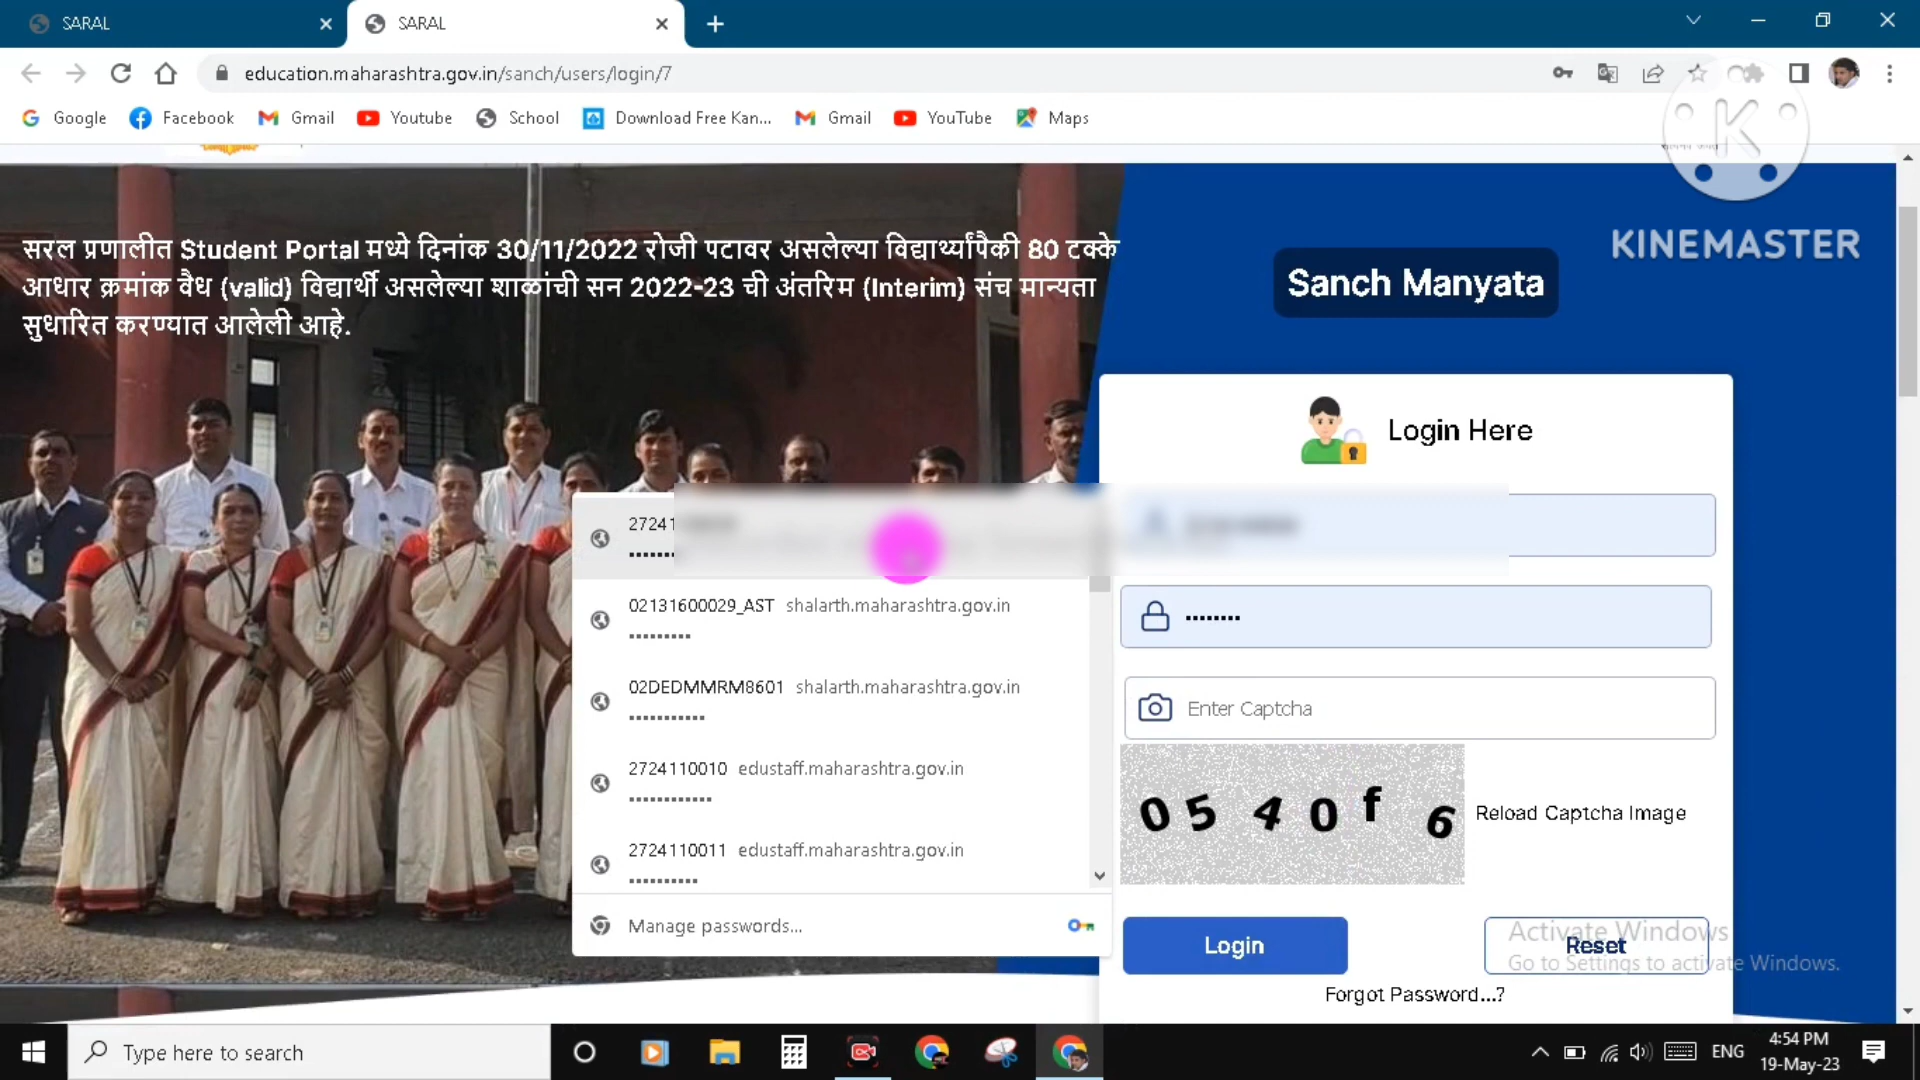 SARAL
SARAL
education.maharashtra.gov.in/sanch/users/login/7
Google Facebook Gmail Youtube School Download Free Kan... Gmail YouTube Maps
K
KINEMASTER
सरल प्रणालीत Student Portal मध्ये दिनांक 30/11/2022 रोजी पटावर असलेल्या विद्यार्थ्यांपैकी 80 टक्के
आधार क्रमांक वैध (valid) विद्यार्थी असलेल्या शाळांची सन 2022-23 ची अंतरिम (Interim) संच मान्यता
सुधारित करण्यात आलेली आहे.
Sanch Manyata
Login Here
27241
••••••••
02131600029_AST shalarth.maharashtra.gov.in
•••••••••
02DEDMMRM8601 shalarth.maharashtra.gov.in
•••••••••••
2724110010 edustaff.maharashtra.gov.in
••••••••••••
2724110011 edustaff.maharashtra.gov.in
••••••••••
Manage passwords...
••••••••
Enter Captcha
0 5 4 0 f 6
Reload Captcha Image
Login
Reset
Activate Windows
Go to Settings to activate Windows.
Forgot Password...?
Type here to search
ENG
4:54 PM
19-May-23